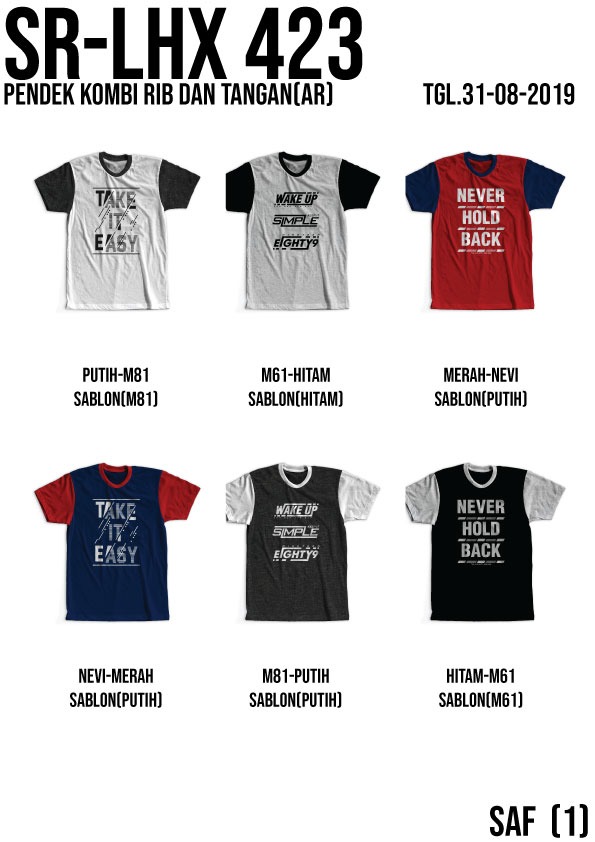 SR-LHX 423
PENDEK KOMBI RIB DAN TANGAN(AR) TGL.31-08-2019
TAKE
IT
EASY
WAKE UP
SIMPLE
EIGHTY9
NEVER
HOLD
BACK
PUTIH-M81
SABLON(M81)
M61-HITAM
SABLON(HITAM)
MERAH-NEVI
SABLON(PUTIH)
TAKE
IT
EASY
WAKE UP
SIMPLE
EIGHTY9
NEVER
HOLD
BACK
NEVI-MERAH
SABLON(PUTIH)
M81-PUTIH
SABLON(PUTIH)
HITAM-M61
SABLON(M61)
SAF (1)